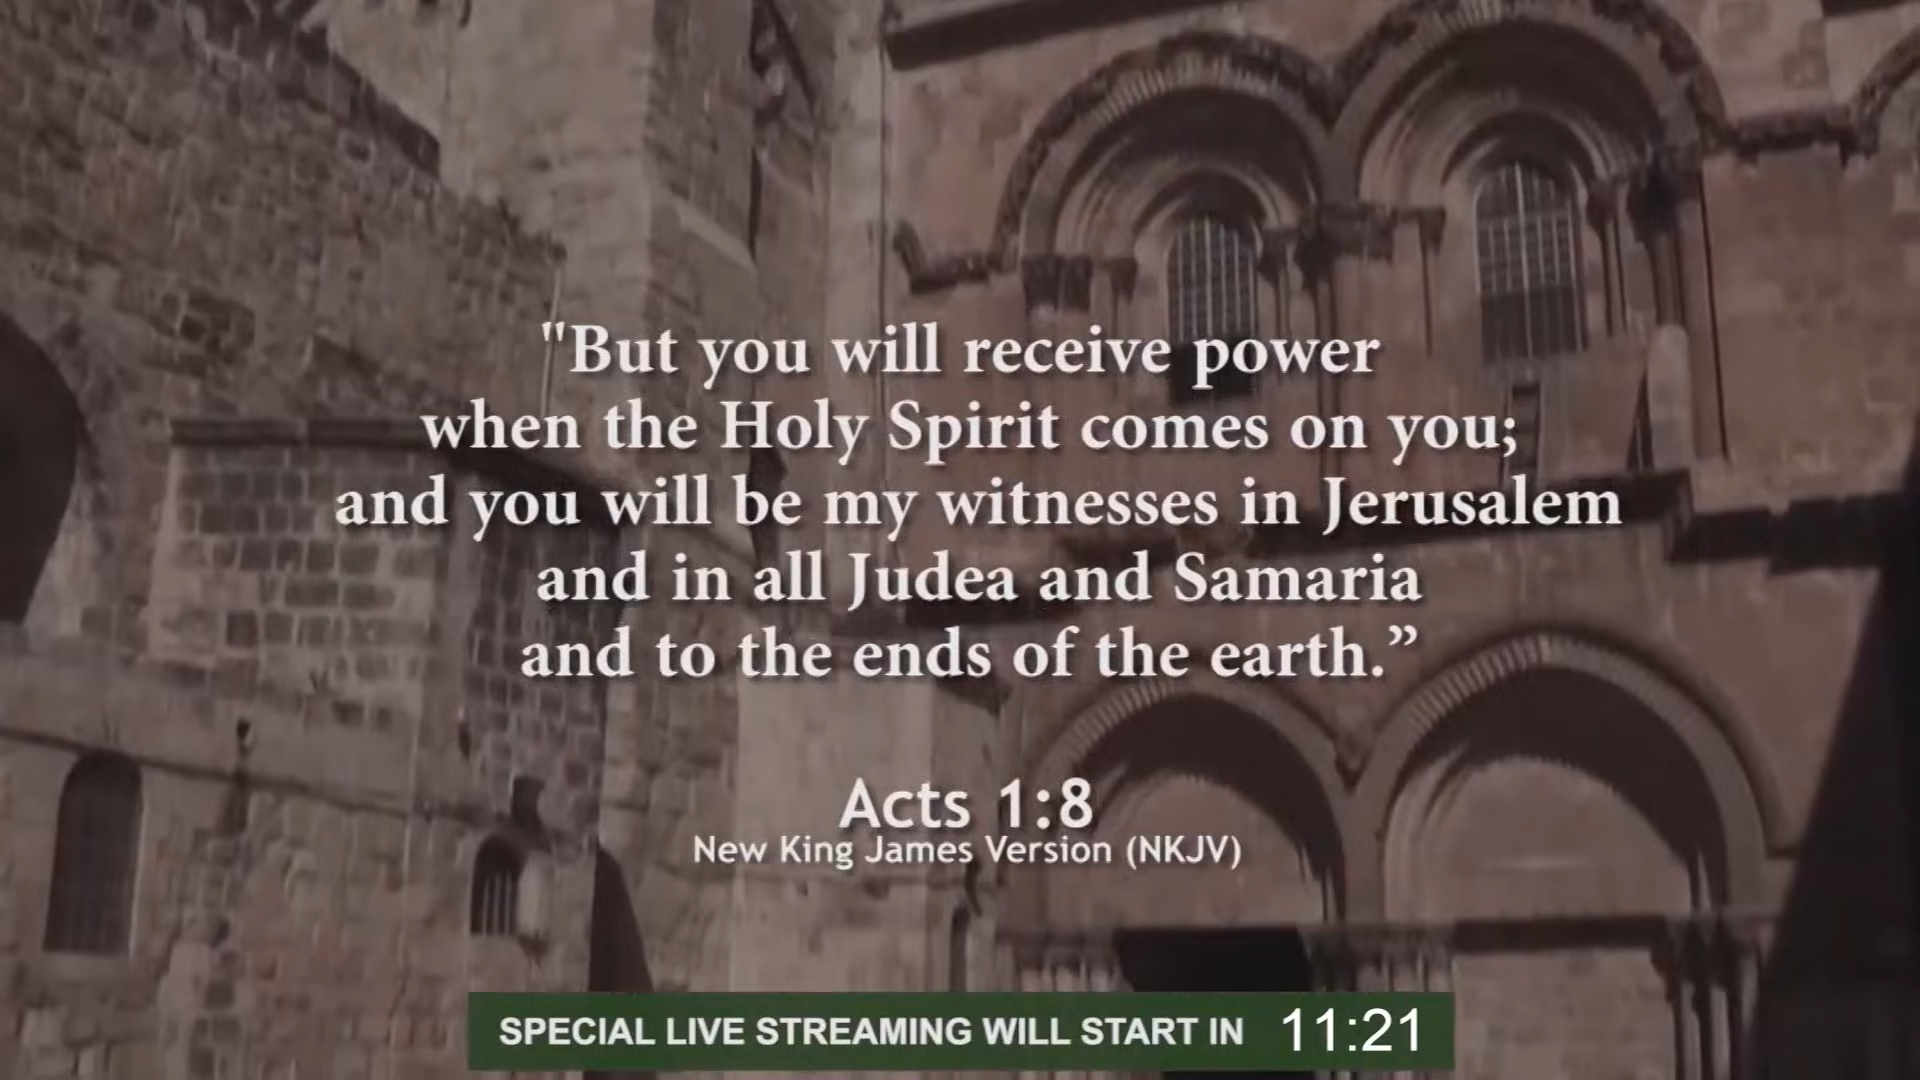 "But you will receive power
when the Holy Spirit comes on you;
and you will be my witnesses in Jerusalem
and in all Judea and Samaria
and to the ends of the earth.”
Acts 1:8
New King James Version (NKJV)
SPECIAL LIVE STREAMING WILL START IN 11:21